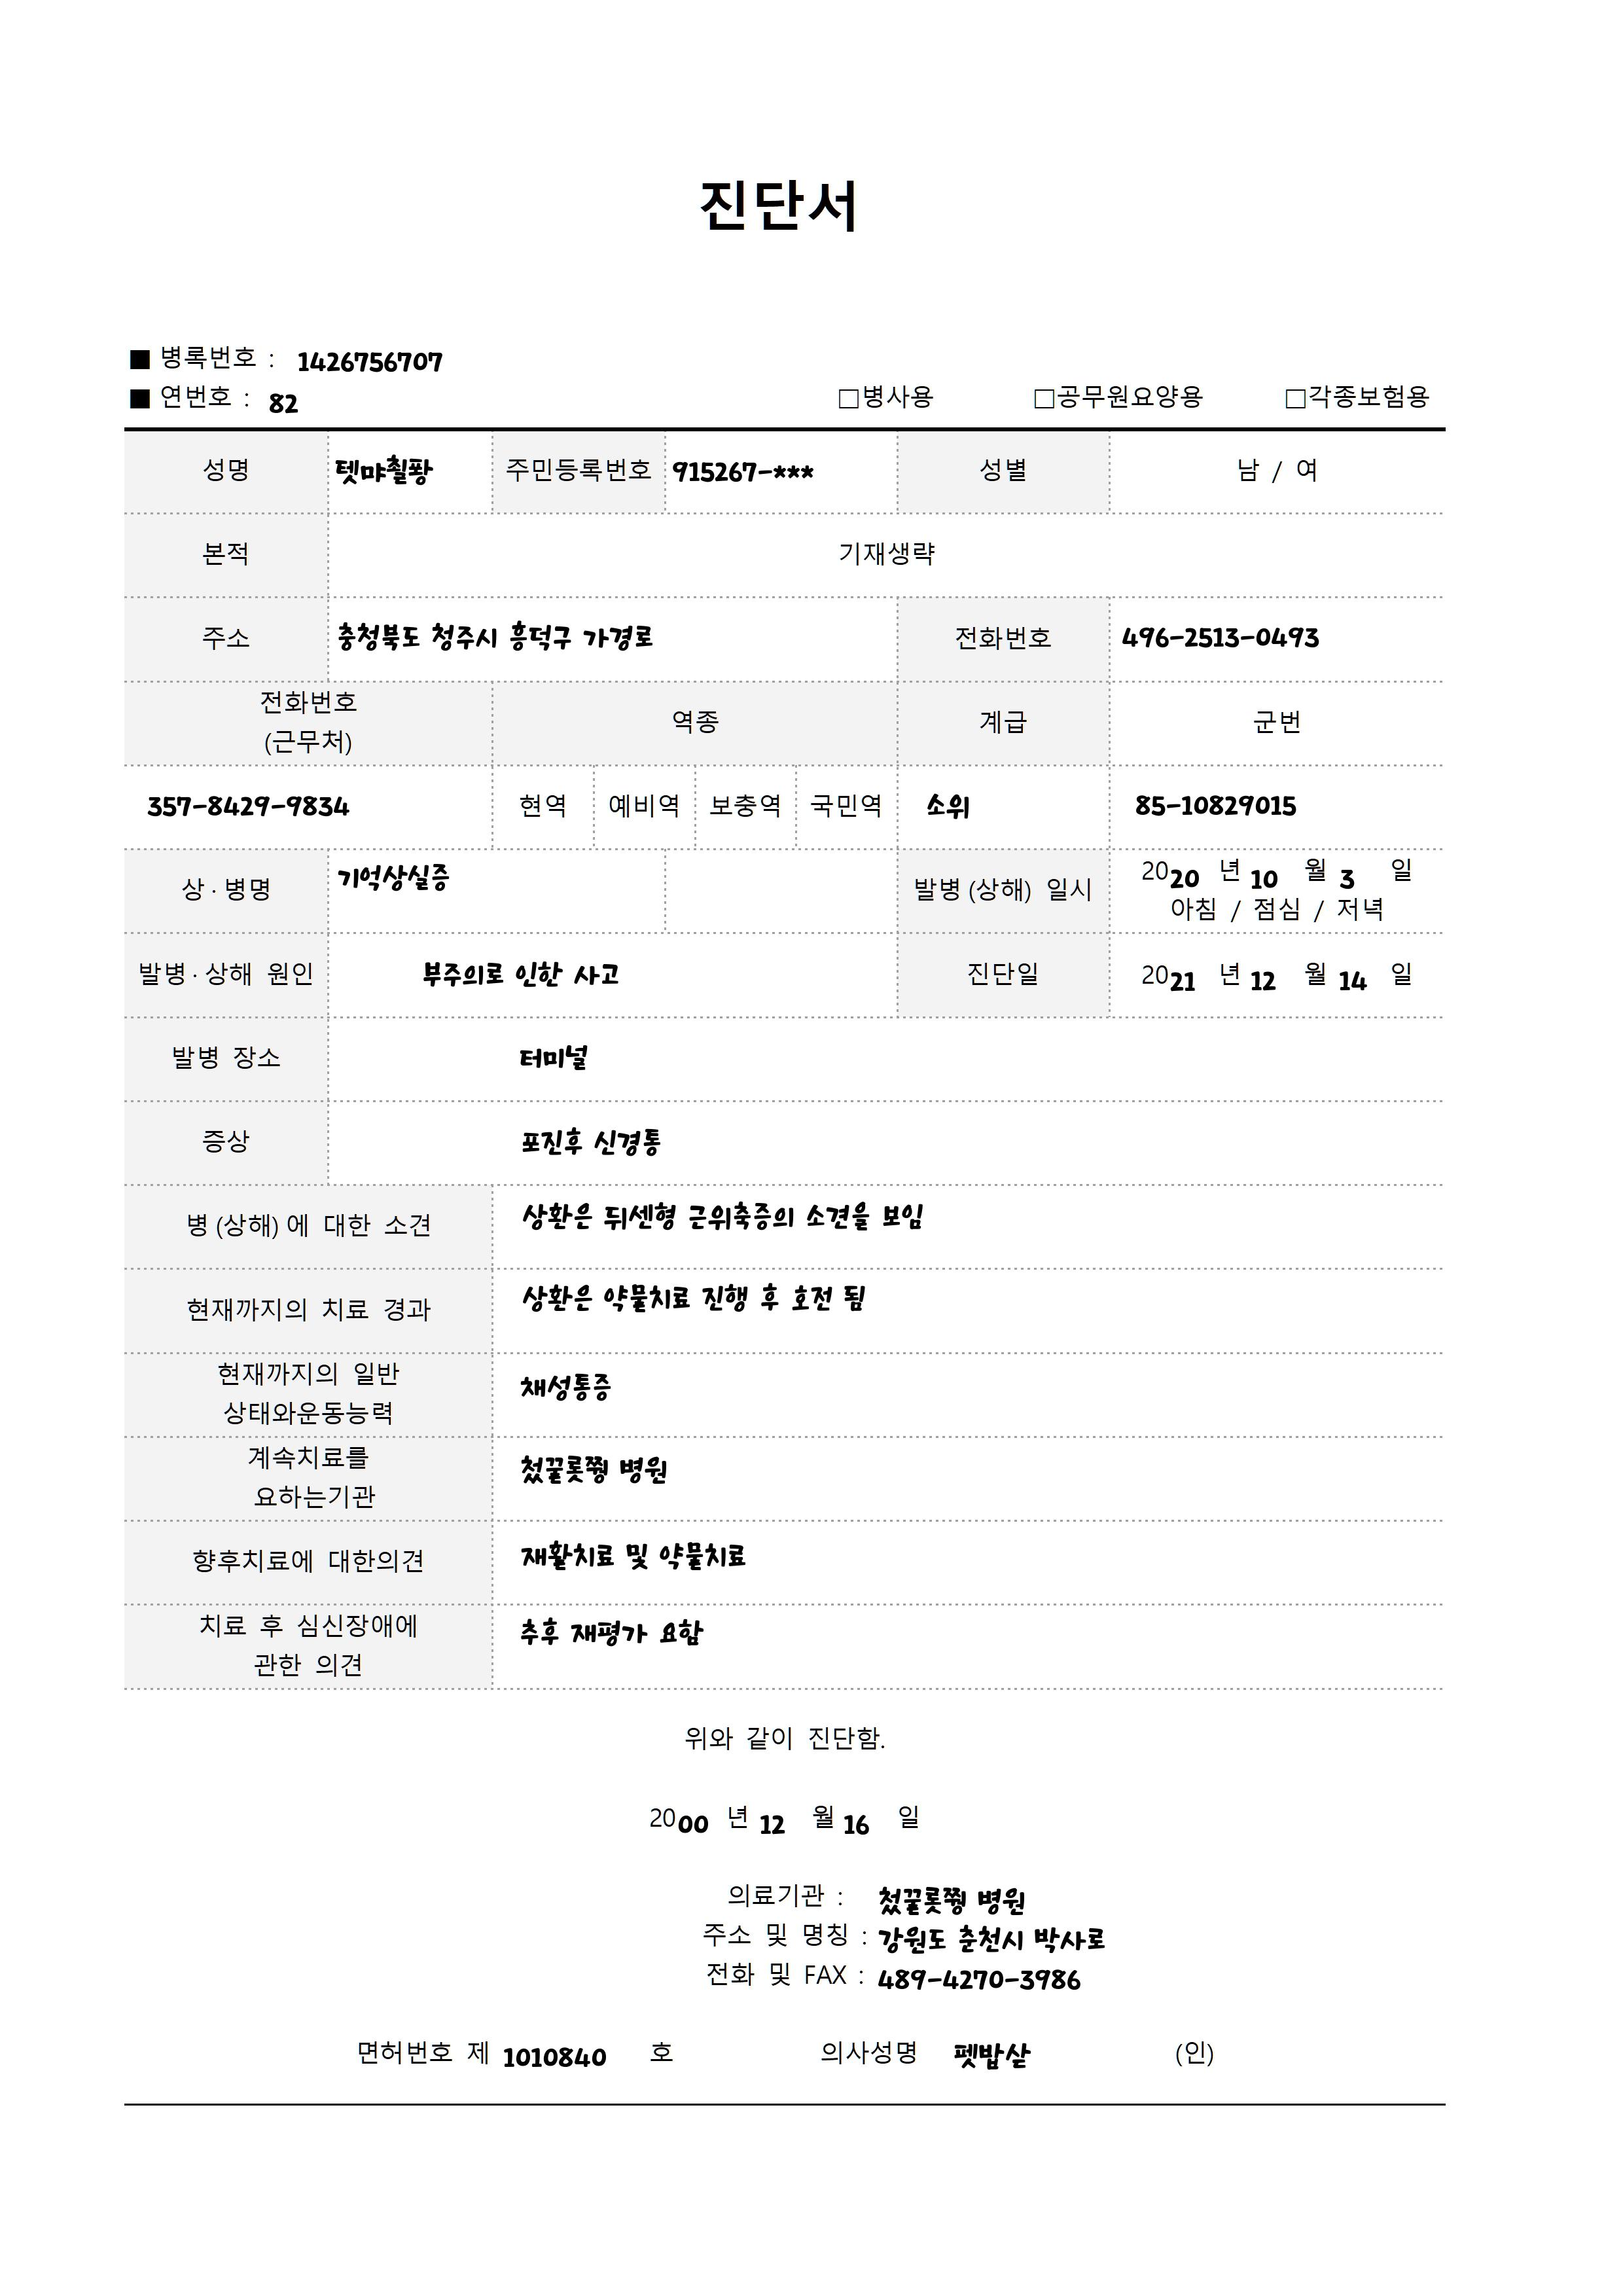 진단서
■ 병록번호 : 1426756707
■ 연번호 : 82 □병사용 □공무원요양용 □각종보험용
성명 텟먀췰퐝 주민등록번호 915267-*** 성별 남 / 여
본적 기재생략
주소 충청북도 청주시 흥덕구 가경로 전화번호 496-2513-0493
전화번호 (근무처) 역종 계급 군번
357-8429-9834 현역 예비역 보충역 국민역 소위 85-10829015
상·병명 기억상실증 발병(상해) 일시 2020 년 10 월 3 일
아침 / 점심 / 저녁
발병·상해 원인 부주의로 인한 사고 진단일 2021 년 12 월 14 일
발병 장소 터미널
증상 포진후 신경통
병(상해)에 대한 소견 상환은 뒤센형 근위축증의 소견을 보임
현재까지의 치료 경과 상환은 약물치료 진행 후 호전 됨
현재까지의 일반
상태와운동능력 채성통증
계속치료를
요하는기관 첬꿑롯쮕 병원
향후치료에 대한의견 재활치료 및 약물치료
치료 후 심신장애에
관한 의견 추후 재평가 요함
위와 같이 진단함.
2000 년 12 월 16 일
의료기관 : 첬꿑롯쮕 병원
주소 및 명칭 : 강원도 춘천시 박사로
전화 및 FAX : 489-4270-3986
면허번호 제 1010840 호 의사성명 펫밥샅 (인)